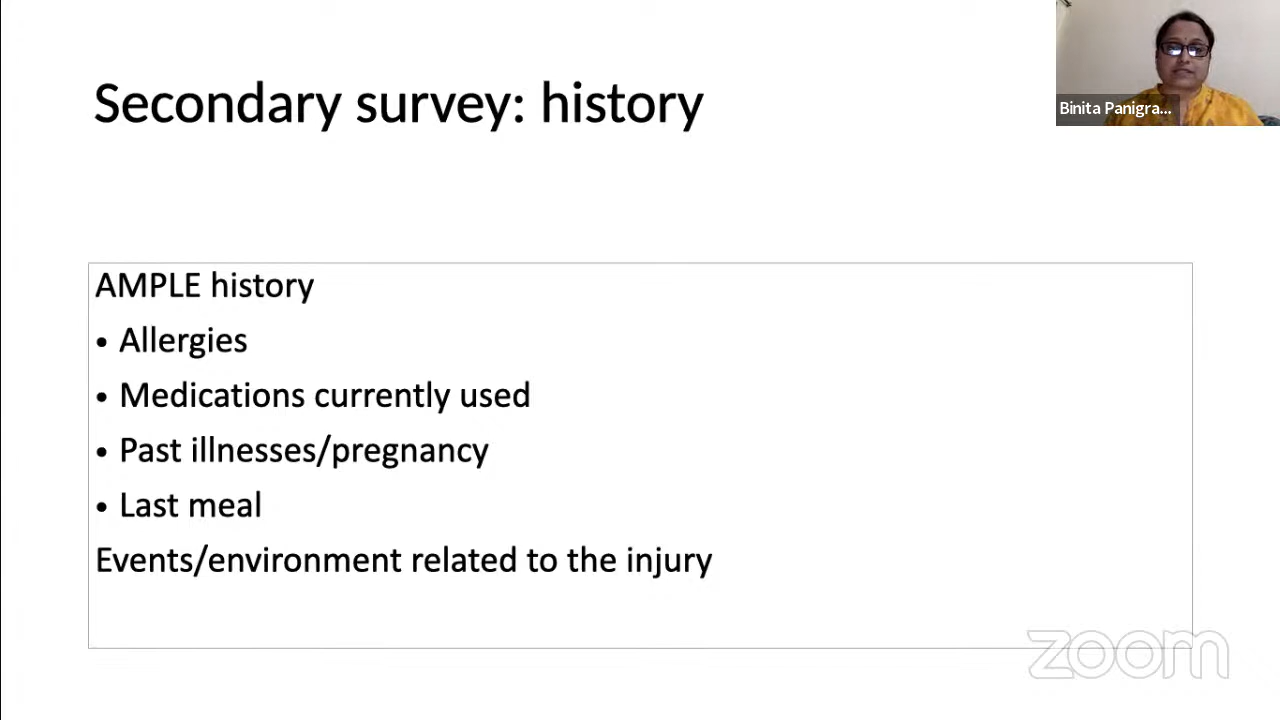 Secondary survey: history
Binita Panigra...
AMPLE history
• Allergies
• Medications currently used
• Past illnesses/pregnancy
• Last meal
Events/environment related to the injury
zoom